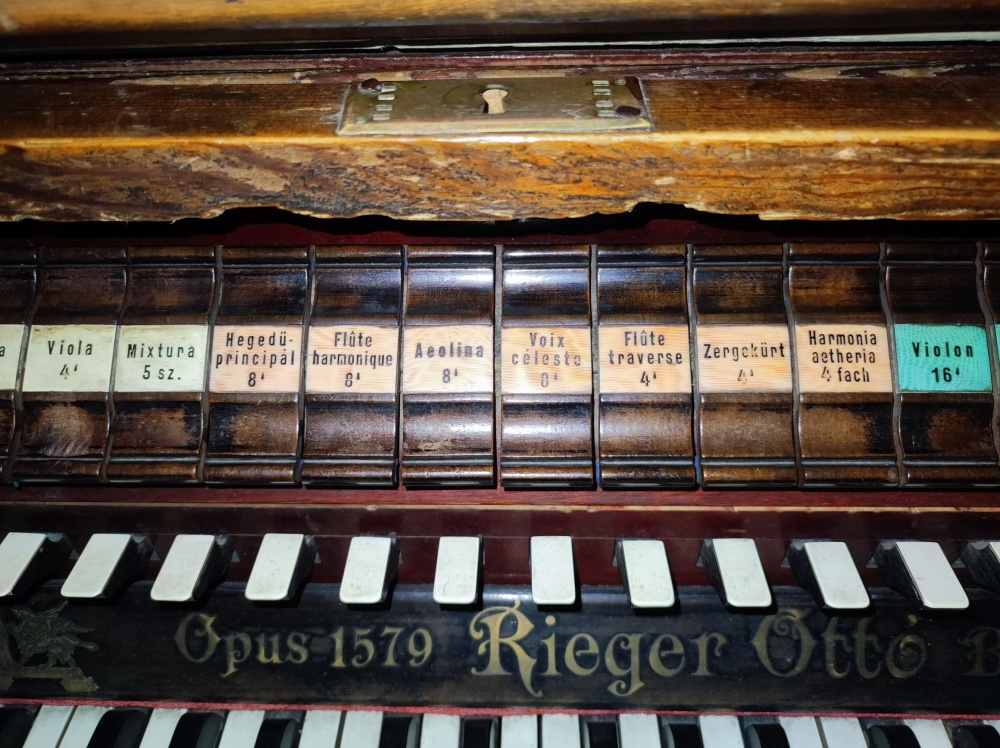 a
Viola
4'
Mixtura
5 sz.
Hegedü-
principál
8'
Flûte
harmonique
8'
Aeolina
8'
Voix
céleste
8'
Flûte
traverse
4'
Zergekürt
4'
Harmonia
aetheria
4 fach
Violon
16'
Opus 1579 Rieger Ottó